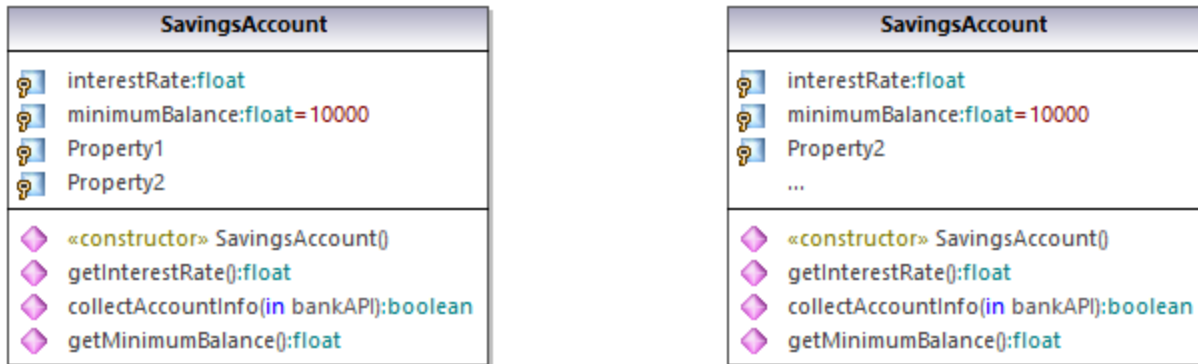 SavingsAccount
interestRate:float
minimumBalance:float=10000
Property1
Property2
«constructor» SavingsAccount()
getInterestRate():float
collectAccountInfo(in bankAPI):boolean
getMinimumBalance():float
SavingsAccount
interestRate:float
minimumBalance:float=10000
Property2
...
«constructor» SavingsAccount()
getInterestRate():float
collectAccountInfo(in bankAPI):boolean
getMinimumBalance():float